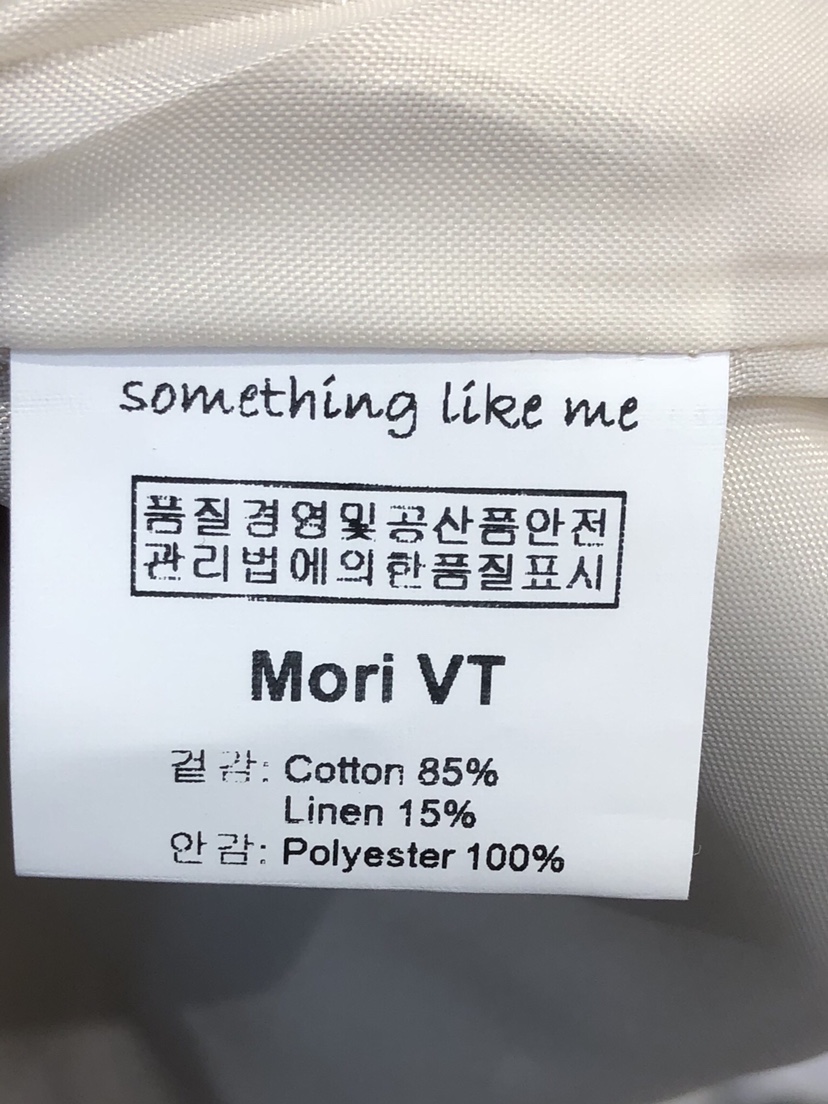 something like me
품질경영및공산품안전
관리법에의한품질표시
Mori VT
겉감: Cotton 85%
Linen 15%
안감: Polyester 100%